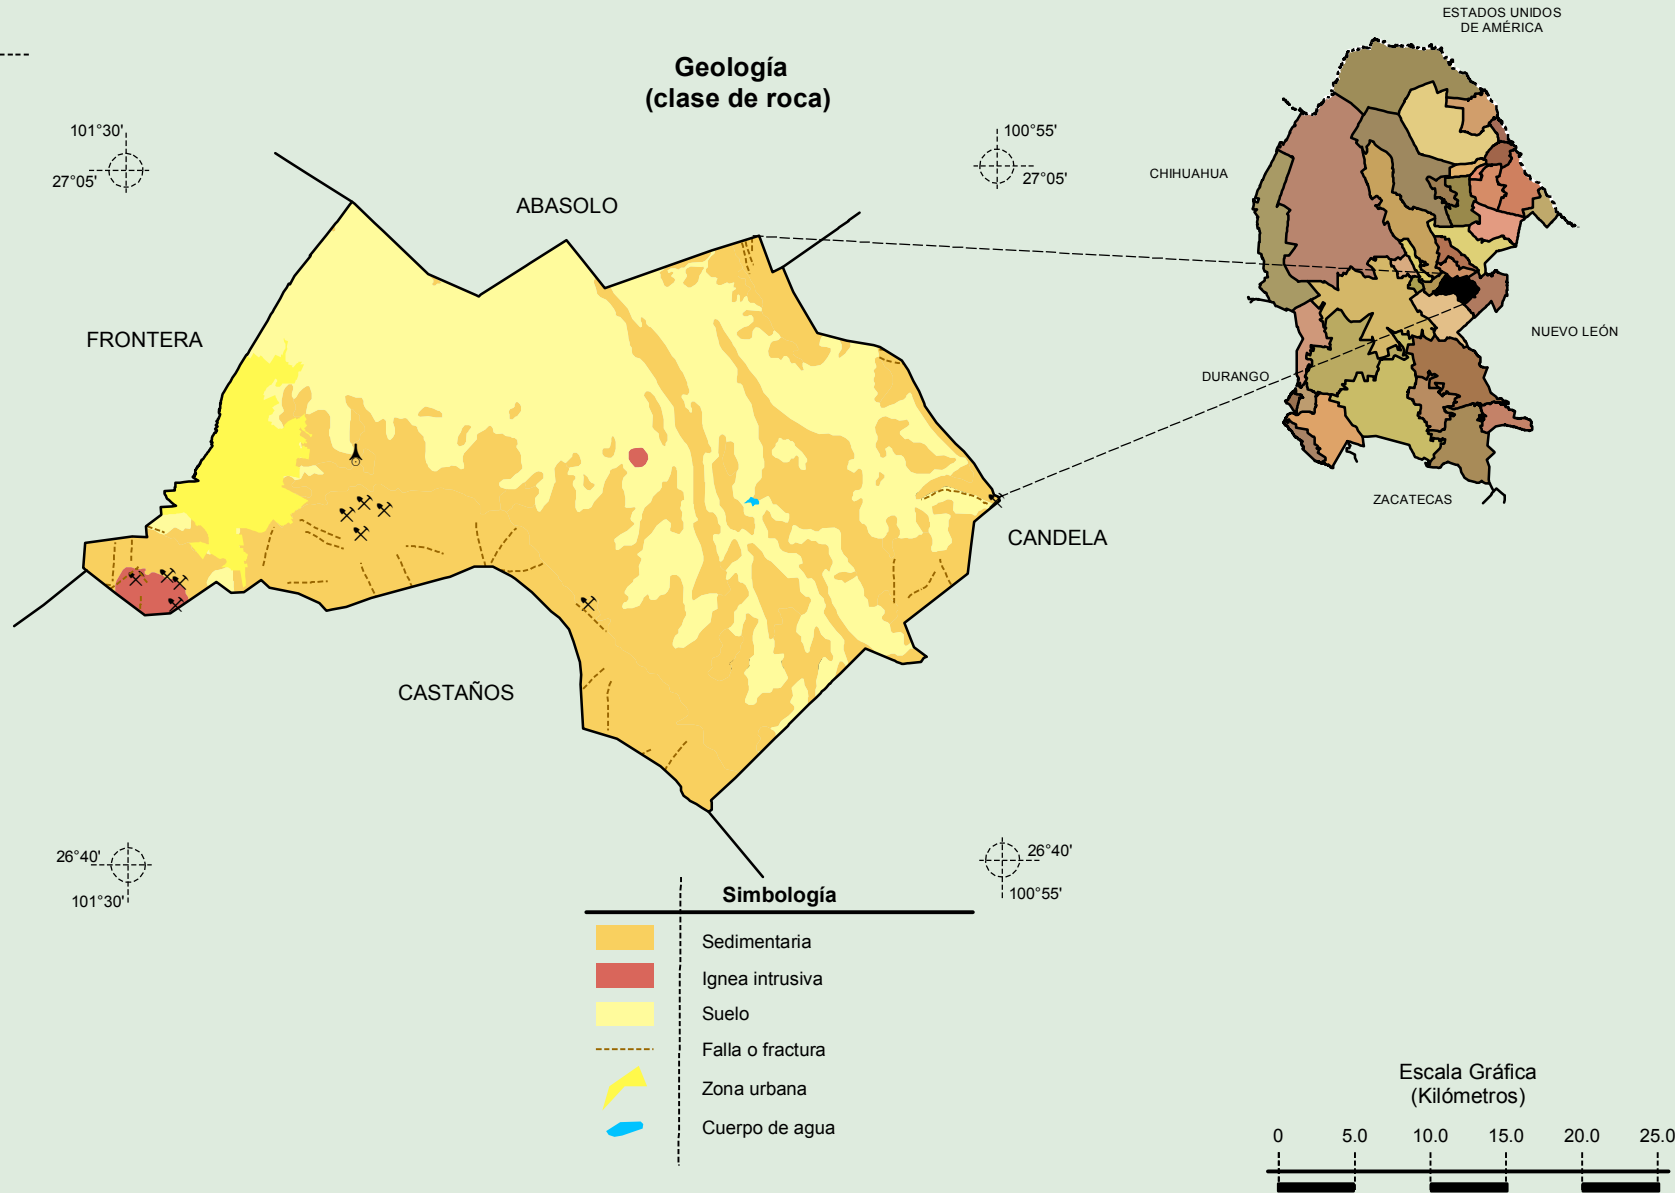 ESTADOS UNIDOS
DE AMÉRICA
Geología
(clase de roca)
101°30'
27°05'
100°55'
27°05'
ABASOLO
CHIHUAHUA
FRONTERA
NUEVO LEÓN
DURANGO
ZACATECAS
CANDELA
CASTAÑOS
26°40'
101°30'
26°40'
100°55'
Simbología
Sedimentaria
Ignea intrusiva
Suelo
Falla o fractura
Zona urbana
Cuerpo de agua
Escala Gráfica
(Kilómetros)
0 5.0 10.0 15.0 20.0 25.0